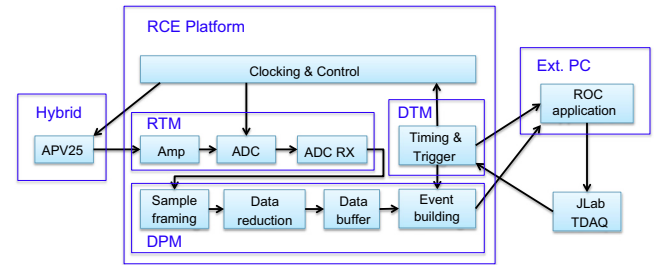 RCE Platform
Clocking & Control
Ext. PC
ROC
application
Hybrid
APV25
RTM
Amp
ADC
ADC RX
DTM
Timing &
Trigger
Sample
framing
Data
reduction
Data
buffer
Event
building
DPM
JLab
TDAQ